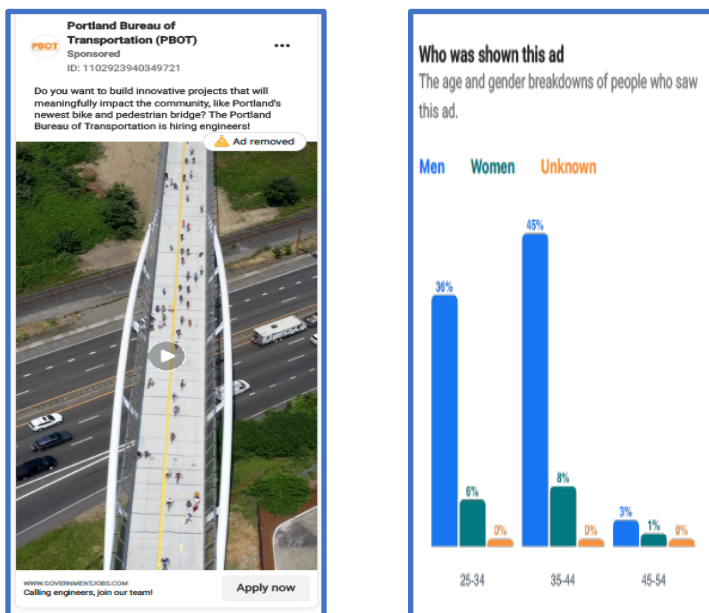 Portland Bureau of
Transportation (PBOT)
PBOT
Sponsored
ID: 1102923940349721
Do you want to build innovative projects that will
meaningfully impact the community, like Portland's
newest bike and pedestrian bridge? The Portland
Bureau of Transportation is hiring engineers!
Ad removed
WWW.GOVERNMENTJOBS.COM
Calling engineers, join our team!
Apply now
Who was shown this ad
The age and gender breakdowns of people who saw
this ad.
Men Women Unknown
45%
36%
6% 0% 8% 0% 3% 1% 0%
25-34 35-44 45-54